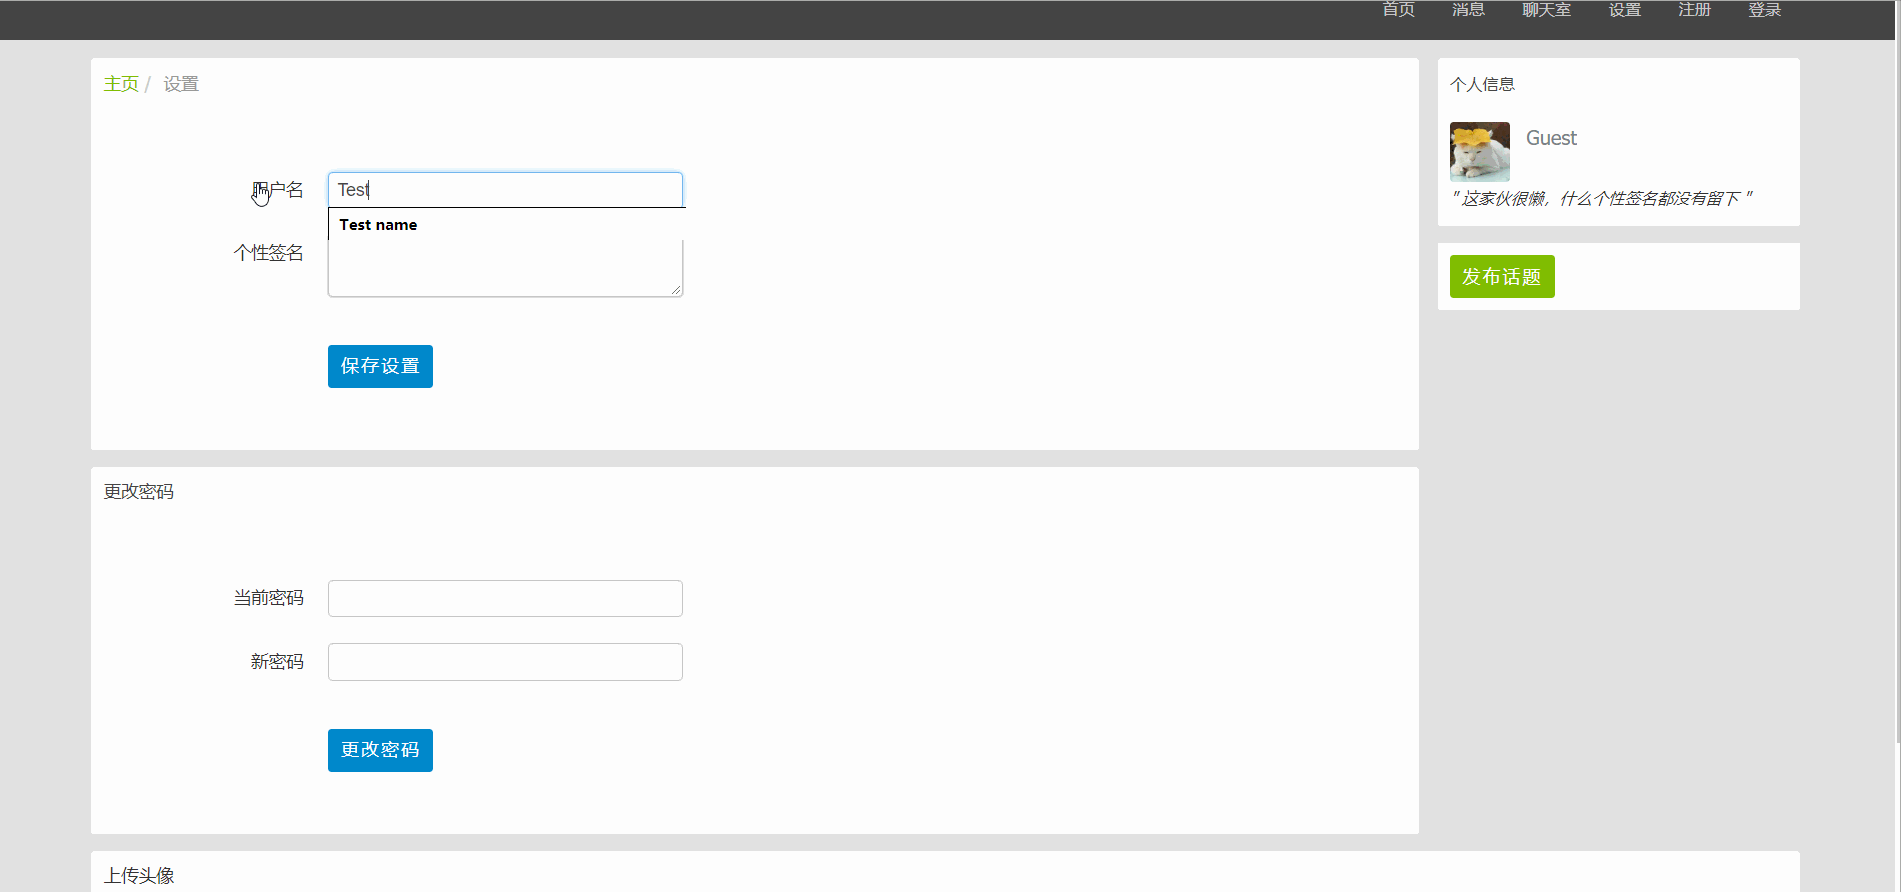 首页 消息 聊天室 设置 注册 登录
主页 / 设置
用户名 Test
Test name
个性签名
保存设置
更改密码
当前密码
新密码
更改密码
上传头像
个人信息
Guest
" 这家伙很懒，什么个性签名都没有留下 "
发布话题